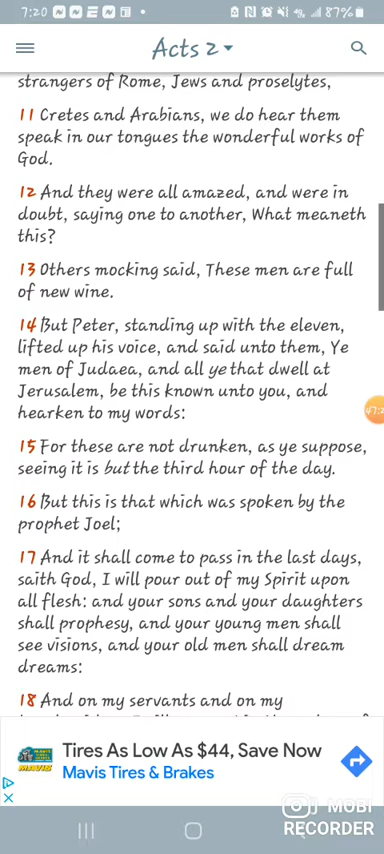 7:20
87%
Acts 2
strangers of Rome, Jews and proselytes,
11 Cretes and Arabians, we do hear them
speak in our tongues the wonderful works of
God.
12 And they were all amazed, and were in
doubt, saying one to another, What meaneth
this?
13 Others mocking said, These men are full
of new wine.
14 But Peter, standing up with the eleven,
lifted up his voice, and said unto them, Ye
men of Judaea, and all ye that dwell at
Jerusalem, be this known unto you, and
hearken to my words:
15 For these are not drunken, as ye suppose,
seeing it is but the third hour of the day.
16 But this is that which was spoken by the
prophet Joel;
17 And it shall come to pass in the last days,
saith God, I will pour out of my Spirit upon
all flesh: and your sons and your daughters
shall prophesy, and your young men shall
see visions, and your old men shall dream
dreams:
18 And on my servants and on my
Tires As Low As $44, Save Now
Mavis Tires & Brakes
MAVIS
MOBI
RECORDER